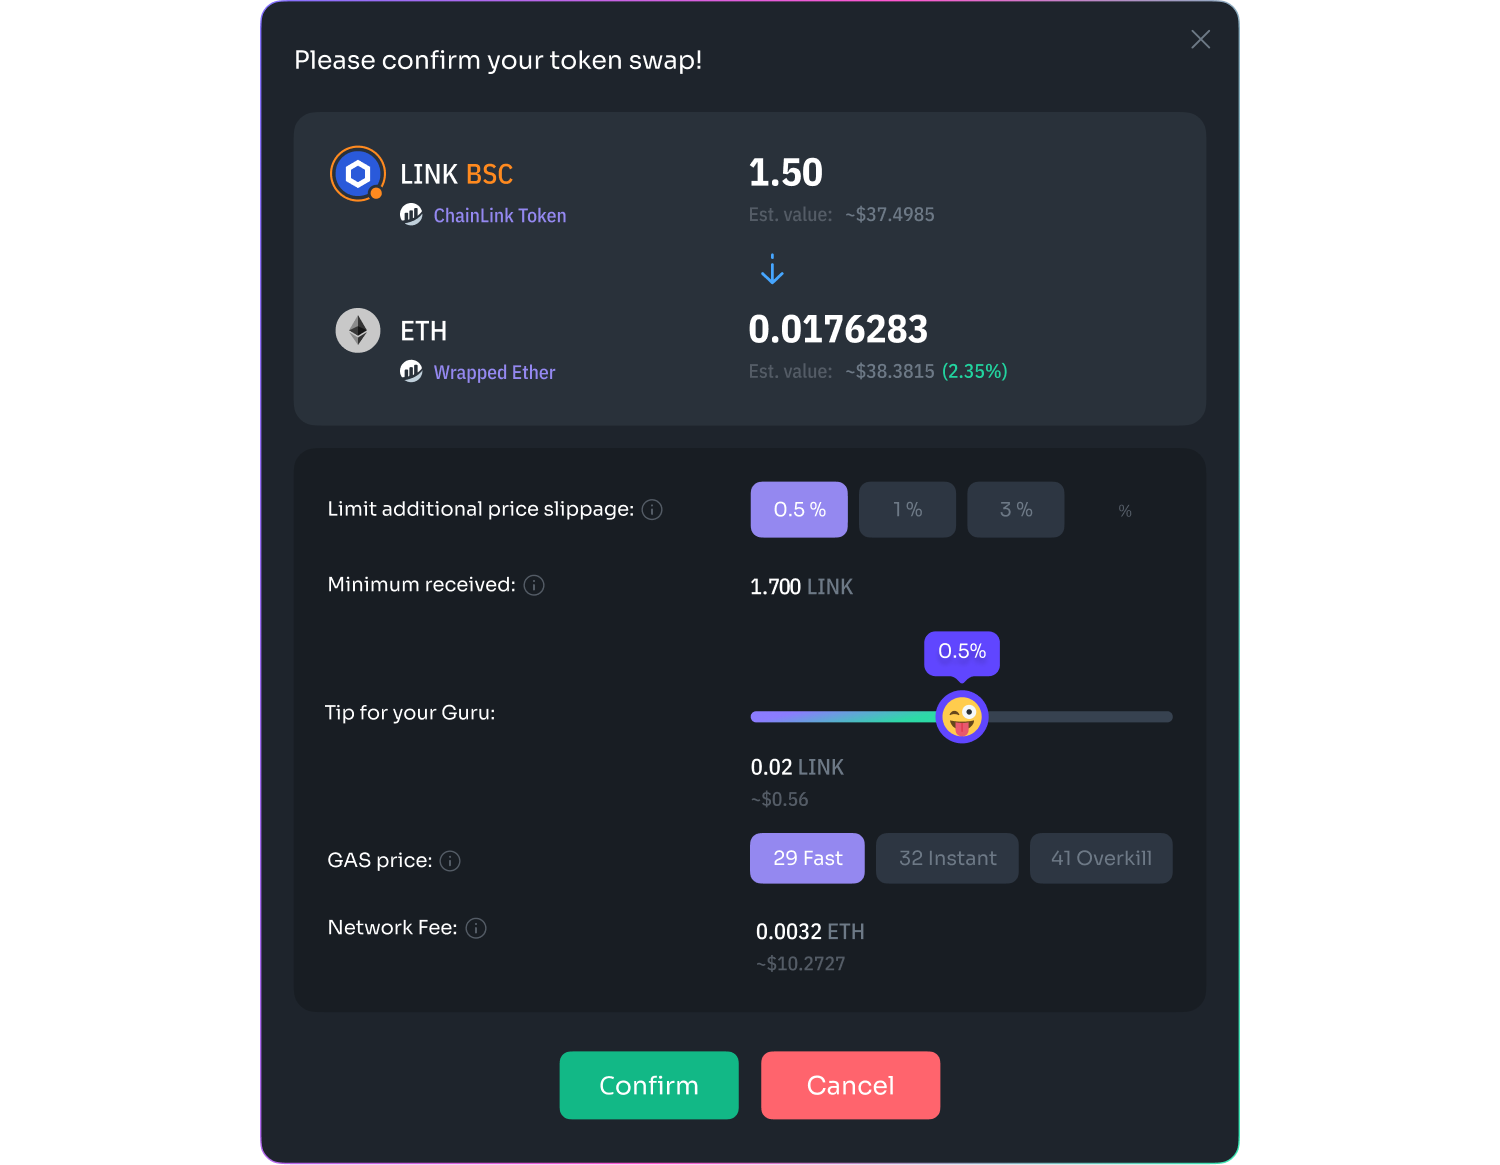 Please confirm your token swap!
LINK BSC
1.50
ChainLink Token
Est. value: ~$37.4985
ETH
0.0176283
Wrapped Ether
Est. value: ~$38.3815 (2.35%)
Limit additional price slippage:
0.5 %
1 %
3 %
%
Minimum received:
1.700 LINK
0.5%
Tip for your Guru:
0.02 LINK
~$0.56
GAS price:
29 Fast
32 Instant
41 Overkill
Network Fee:
0.0032 ETH
~$10.2727
Confirm
Cancel